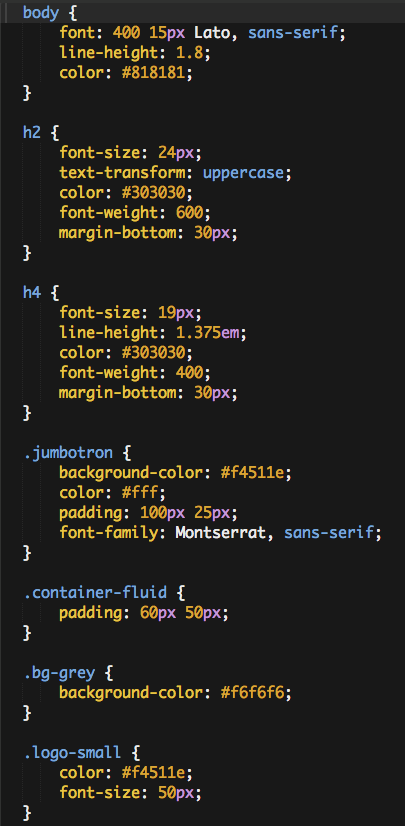 body {
    font: 400 15px Lato, sans-serif;
    line-height: 1.8;
    color: #818181;
}

h2 {
    font-size: 24px;
    text-transform: uppercase;
    color: #303030;
    font-weight: 600;
    margin-bottom: 30px;
}

h4 {
    font-size: 19px;
    line-height: 1.375em;
    color: #303030;
    font-weight: 400;
    margin-bottom: 30px;
}

.jumbotron {
    background-color: #f4511e;
    color: #fff;
    padding: 100px 25px;
    font-family: Montserrat, sans-serif;
}

.container-fluid {
    padding: 60px 50px;
}

.bg-grey {
    background-color: #f6f6f6;
}

.logo-small {
    color: #f4511e;
    font-size: 50px;
}